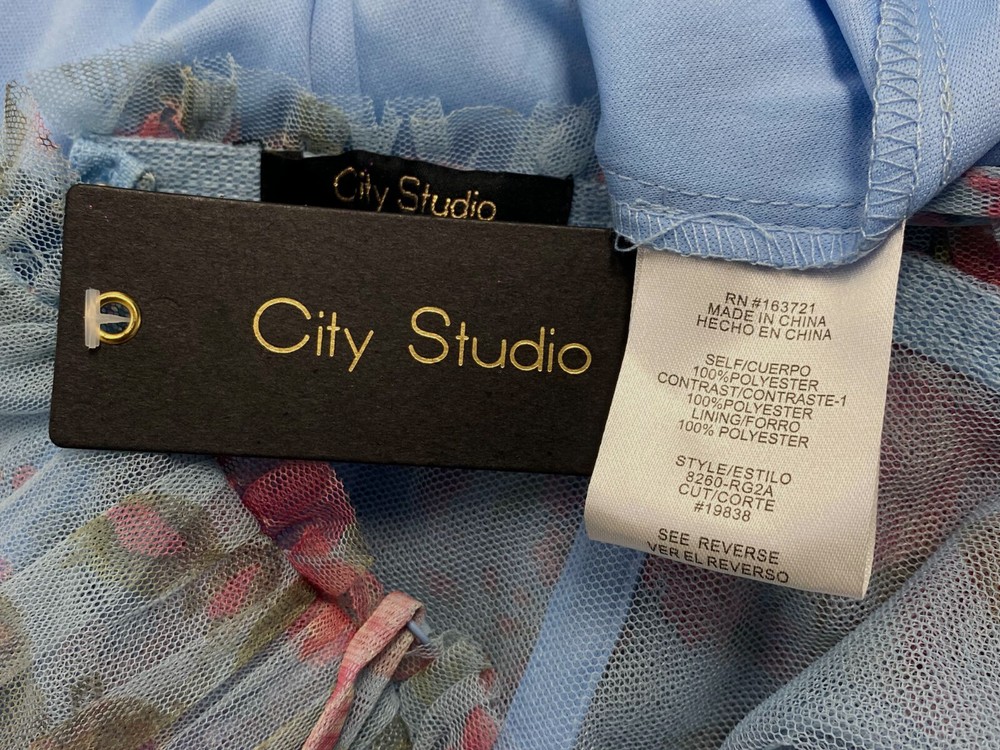 City Studio
City Studio
RN #163721
MADE IN CHINA
HECHO EN CHINA
SELF/CUERPO
100%POLYESTER
CONTRAST/CONTRASTE-1
100%POLYESTER
LINING/FORRO
100% POLYESTER
STYLE/ESTILO
8260-RG2A
CUT/CORTE
#19838
SEE REVERSE
VER EL REVERSO